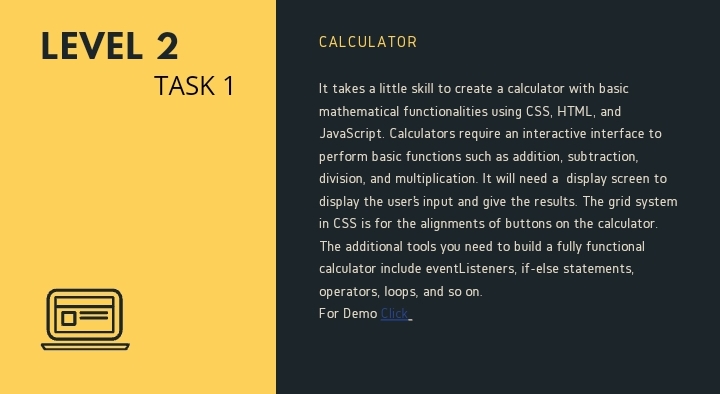 LEVEL 2
TASK 1
CALCULATOR
It takes a little skill to create a calculator with basic
mathematical functionalities using CSS, HTML, and
JavaScript. Calculators require an interactive interface to
perform basic functions such as addition, subtraction,
division, and multiplication. It will need a  display screen to
display the user's input and give the results. The grid system
in CSS is for the alignments of buttons on the calculator.
The additional tools you need to build a fully functional
calculator include eventListeners, if-else statements,
operators, loops, and so on.
For Demo Click